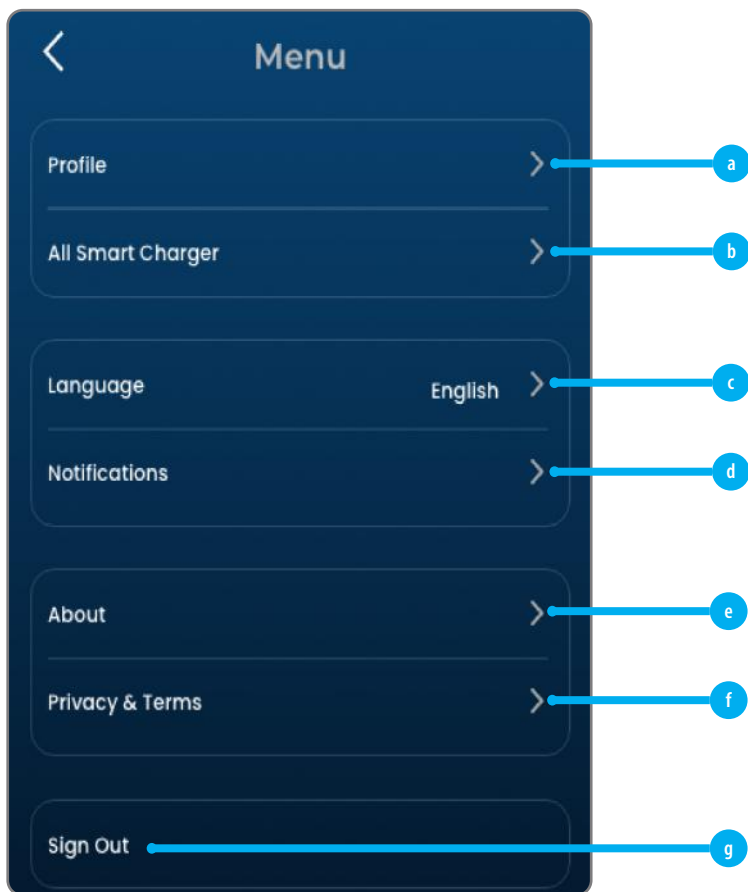 Menu
Profile
a
All Smart Charger
b
Language English
c
Notifications
d
About
e
Privacy & Terms
f
Sign Out
g